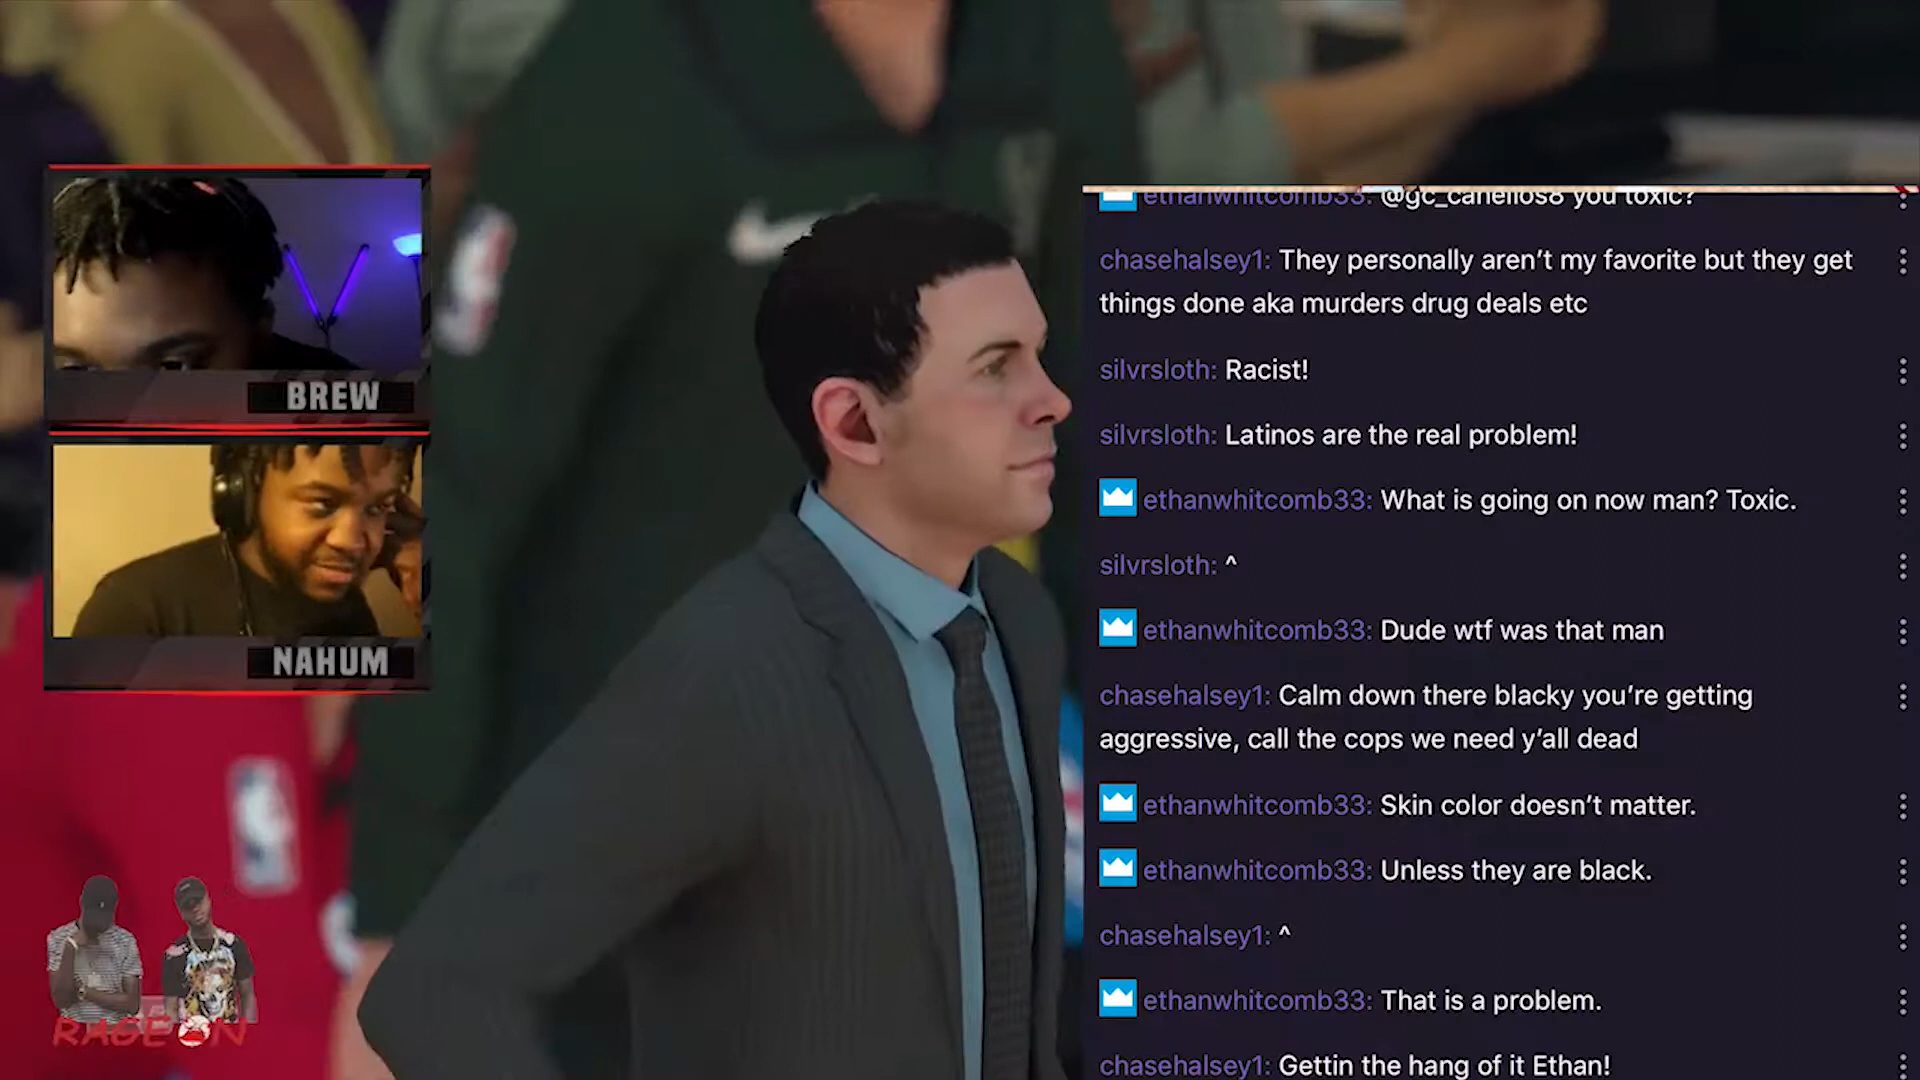 BREW
NAHUM
RAGE ON
ethanwhitcomb33: @gc_canellos8 you toxic?
chasehalsey1: They personally aren’t my favorite but they get
things done aka murders drug deals etc
silvrsloth: Racist!
silvrsloth: Latinos are the real problem!
ethanwhitcomb33: What is going on now man? Toxic.
silvrsloth: ^
ethanwhitcomb33: Dude wtf was that man
chasehalsey1: Calm down there blacky you’re getting
aggressive, call the cops we need y’all dead
ethanwhitcomb33: Skin color doesn’t matter.
ethanwhitcomb33: Unless they are black.
chasehalsey1: ^
ethanwhitcomb33: That is a problem.
chasehalsey1: Gettin the hang of it Ethan!